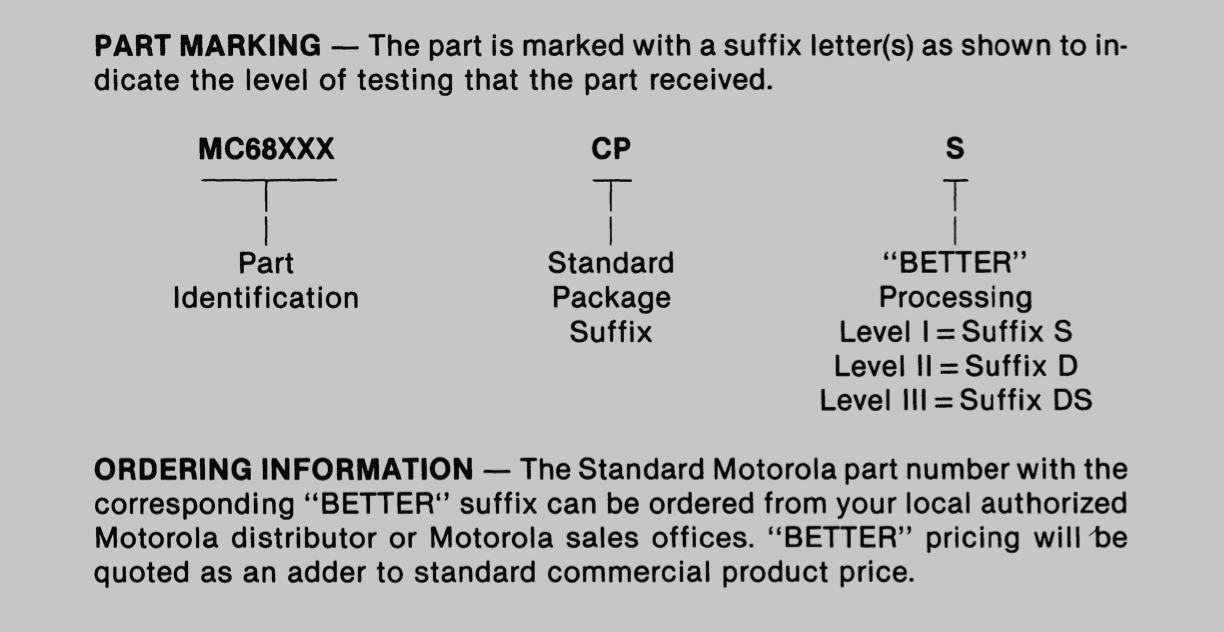 PART MARKING — The part is marked with a suffix letter(s) as shown to in-
dicate the level of testing that the part received.
MC68XXX CP S
Part Standard “BETTER”
Identification Package Processing
Suffix Level I = Suffix S
Level II = Suffix D
Level III = Suffix DS
ORDERING INFORMATION — The Standard Motorola part number with the
corresponding “BETTER“ suffix can be ordered from your local authorized
Motorola distributor or Motorola sales offices. “BETTER” pricing will be
quoted as an adder to standard commercial product price.